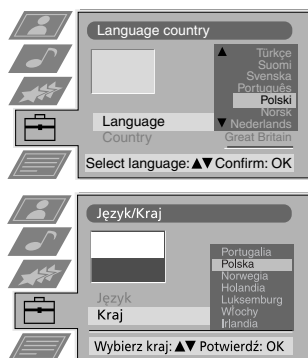 Language country
Türkçe
Suomi
Svenska
Português
Polski
Norsk
Language
▼ Nederlands
Country
Great Britain
Select language:▲▼Confirm: OK
Język/Kraj
Portugalia
Polska
Norwegia
Holandia
Język
Luksemburg
Kraj
Włochy
Irlandia
Wybierz kraj: ▲▼ Potwierdź: OK